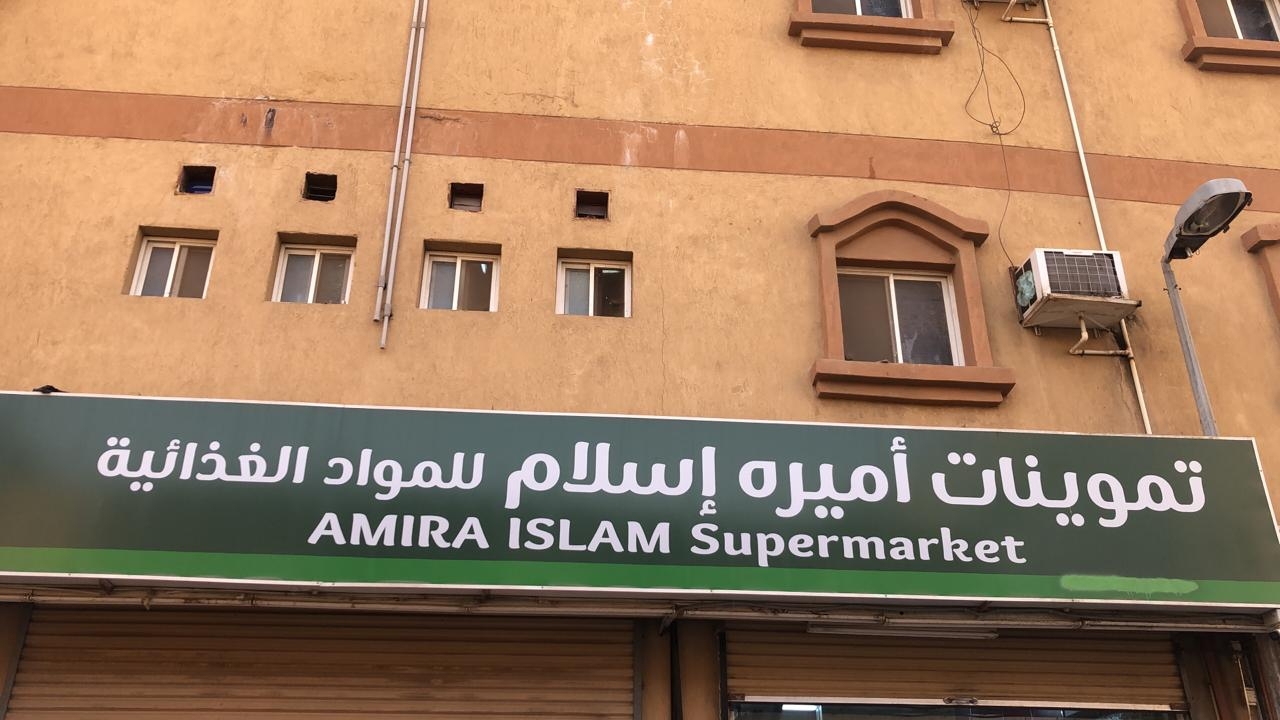 تموينات أميره إسلام للمواد الغذائية
AMIRA ISLAM Supermarket